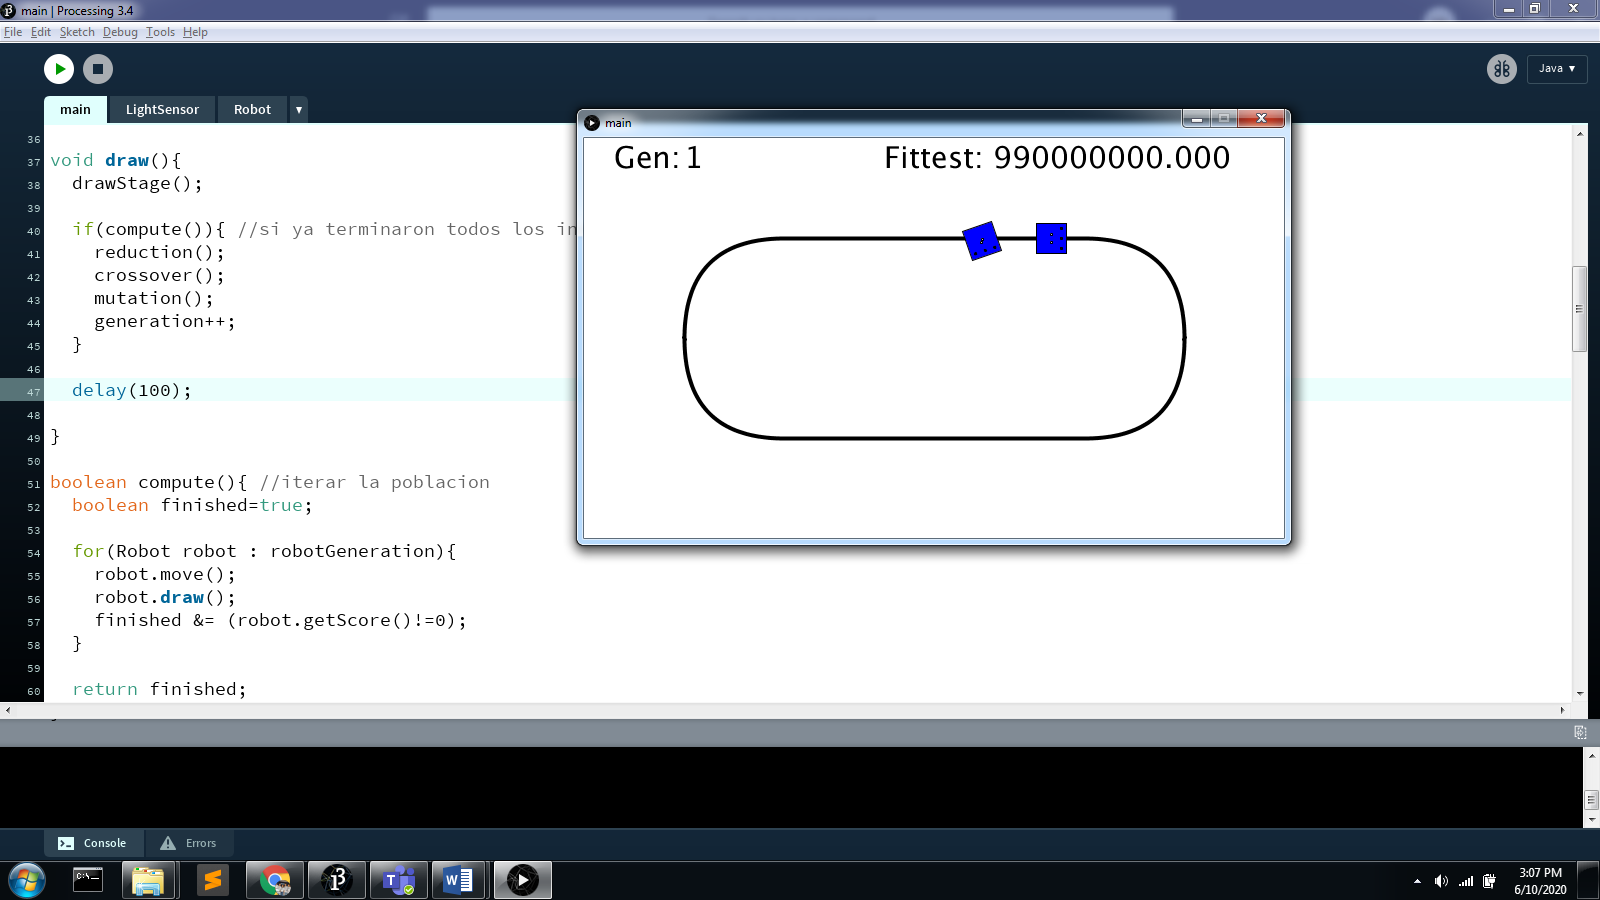 main | Processing 3.4
File Edit Sketch Debug Tools Help
Java ▾
main LightSensor Robot ▾
36
37 void draw(){
38 drawStage();
39
40 if(compute()){ //si ya terminaron todos los in
41 reduction();
42 crossover();
43 mutation();
44 generation++;
45 }
46
47 delay(100);
48
49 }
50
51 boolean compute(){ //iterar la poblacion
52 boolean finished=true;
53
54 for(Robot robot : robotGeneration){
55 robot.move();
56 robot.draw();
57 finished &= (robot.getScore()!=0);
58 }
59
60 return finished;
main
Gen: 1 Fittest: 990000000.000
Console Errors
C:\_
3:07 PM
6/10/2020